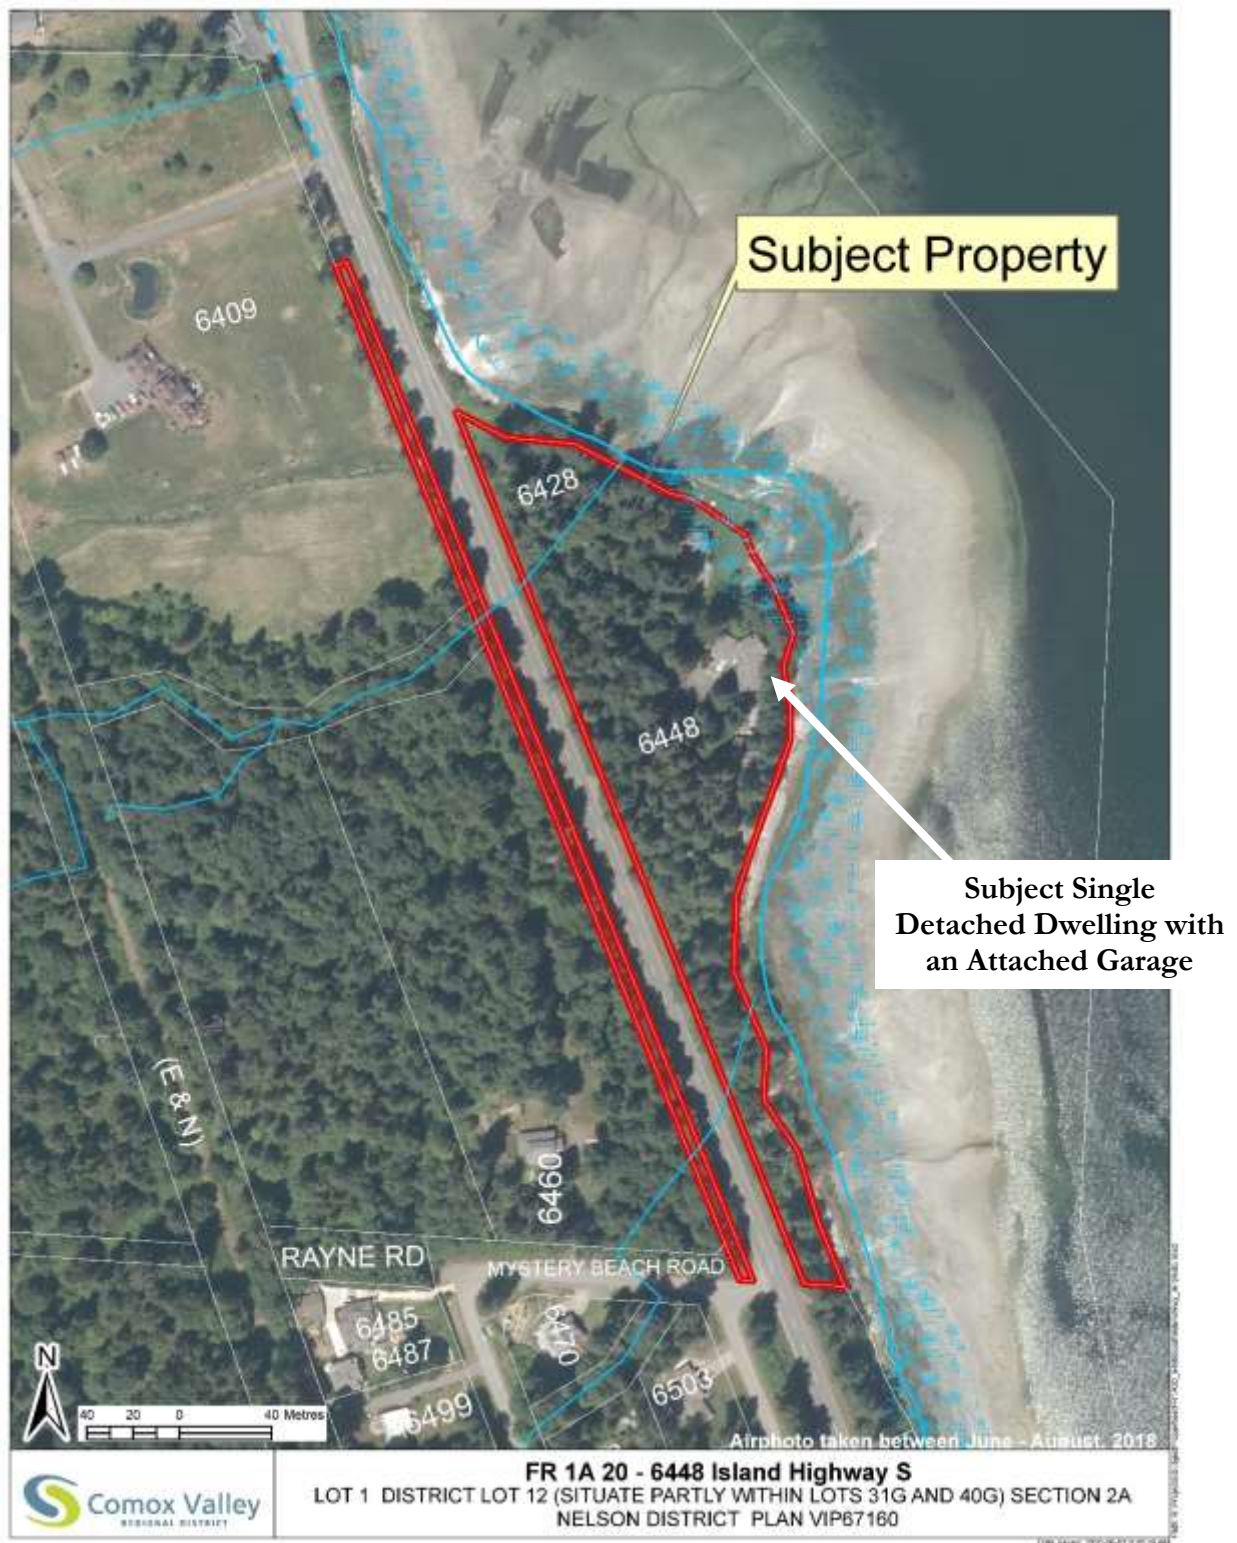 Subject Property
6409
6428
6448
Subject Single
Detached Dwelling with
an Attached Garage
(E & N)
6460
RAYNE RD
MYSTERY BEACH ROAD
6485
6487
6470
6503
6499
N
40 20 0 40 Metres
Airphoto taken between June - August, 2018
Comox Valley
REGIONAL DISTRICT
FR 1A 20 - 6448 Island Highway S
LOT 1 DISTRICT LOT 12 (SITUATE PARTLY WITHIN LOTS 31G AND 40G) SECTION 2A
NELSON DISTRICT PLAN VIP67160